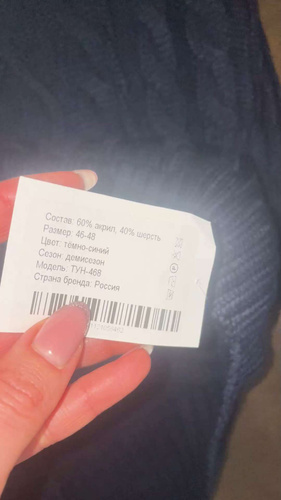 Состав: 60% акрил, 40% шерсть
Размер: 46-48
Цвет: темно-синий
Сезон: демисезон
Модель: ТУН-468
Страна бренда: Россия